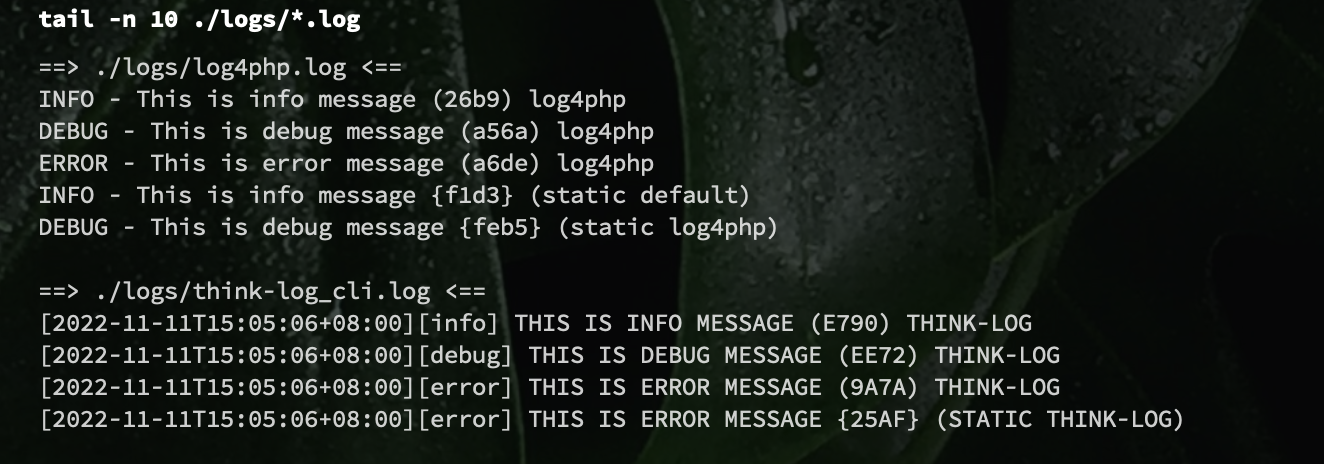 tail -n 10 ./logs/*.log
==> ./logs/log4php.log <==
INFO - This is info message (26b9) log4php
DEBUG - This is debug message (a56a) log4php
ERROR - This is error message (a6de) log4php
INFO - This is info message {f1d3} (static default)
DEBUG - This is debug message {feb5} (static log4php)
==> ./logs/think-log_cli.log <==
[2022-11-11T15:05:06+08:00][info] THIS IS INFO MESSAGE (E790) THINK-LOG
[2022-11-11T15:05:06+08:00][debug] THIS IS DEBUG MESSAGE (EE72) THINK-LOG
[2022-11-11T15:05:06+08:00][error] THIS IS ERROR MESSAGE (9A7A) THINK-LOG
[2022-11-11T15:05:06+08:00][error] THIS IS ERROR MESSAGE {25AF} (STATIC THINK-LOG)